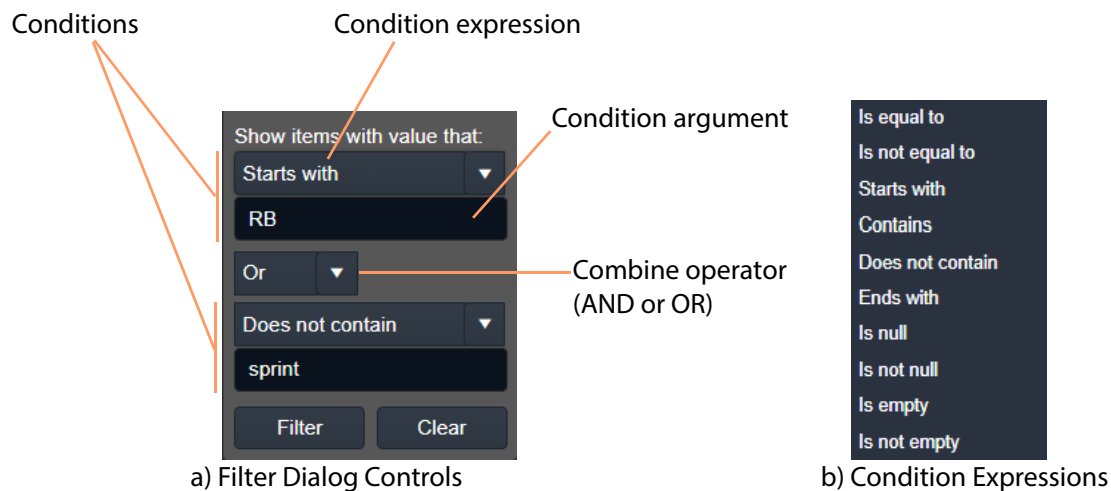 Conditions
Condition expression
Show items with value that:
Starts with
RB
Condition argument
Or
Combine operator
(AND or OR)
Does not contain
sprint
Filter
Clear
a) Filter Dialog Controls
Is equal to
Is not equal to
Starts with
Contains
Does not contain
Ends with
Is null
Is not null
Is empty
Is not empty
b) Condition Expressions